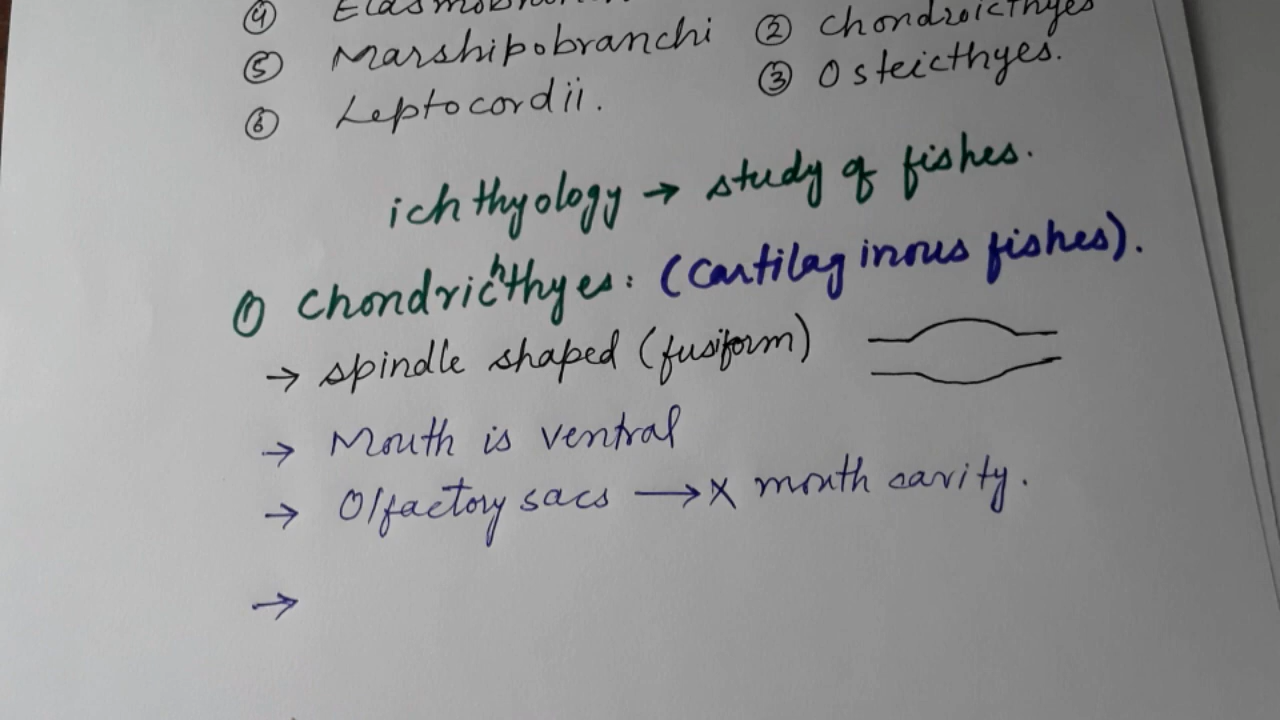 ④ Elasmobranchi
⑤ Marshipobranchi ② Chondroicthyes
⑥ Leptocordii. ③ Osteicthyes.
ichthyology → study of fishes.
① Chondrichthyes: (Cartilaginous fishes).
→ spindle shaped (fusiform)
→ Mouth is ventral
→ Olfactory sacs → X mouth cavity.
→